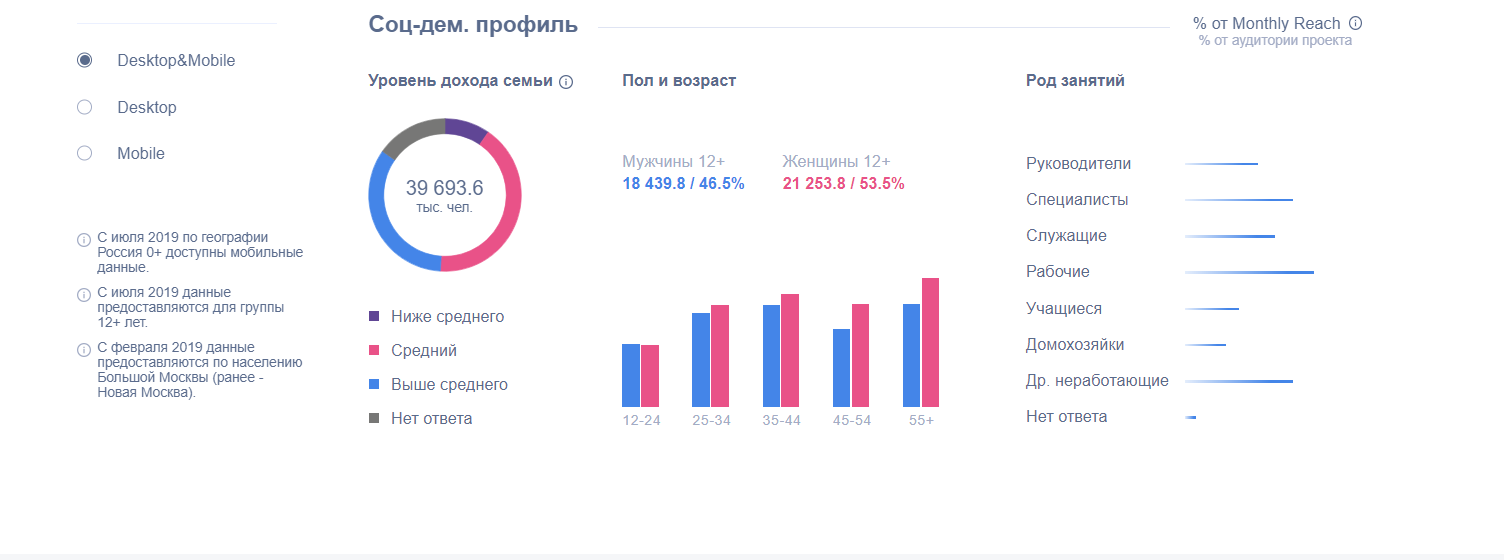 Desktop&Mobile
Desktop
Mobile
С июля 2019 по географии
Россия 0+ доступны мобильные
данные.
С июля 2019 данные
предоставляются для группы
12+ лет.
С февраля 2019 данные
предоставляются по населению
Большой Москвы (ранее -
Новая Москва).
Соц-дем. профиль
% от Monthly Reach
% от аудитории проекта
Уровень дохода семьи
39 693.6
тыс. чел.
Ниже среднего
Средний
Выше среднего
Нет ответа
Пол и возраст
Мужчины 12+
18 439.8 / 46.5%
Женщины 12+
21 253.8 / 53.5%
12-24 25-34 35-44 45-54 55+
Род занятий
Руководители
Специалисты
Служащие
Рабочие
Учащиеся
Домохозяйки
Др. неработающие
Нет ответа